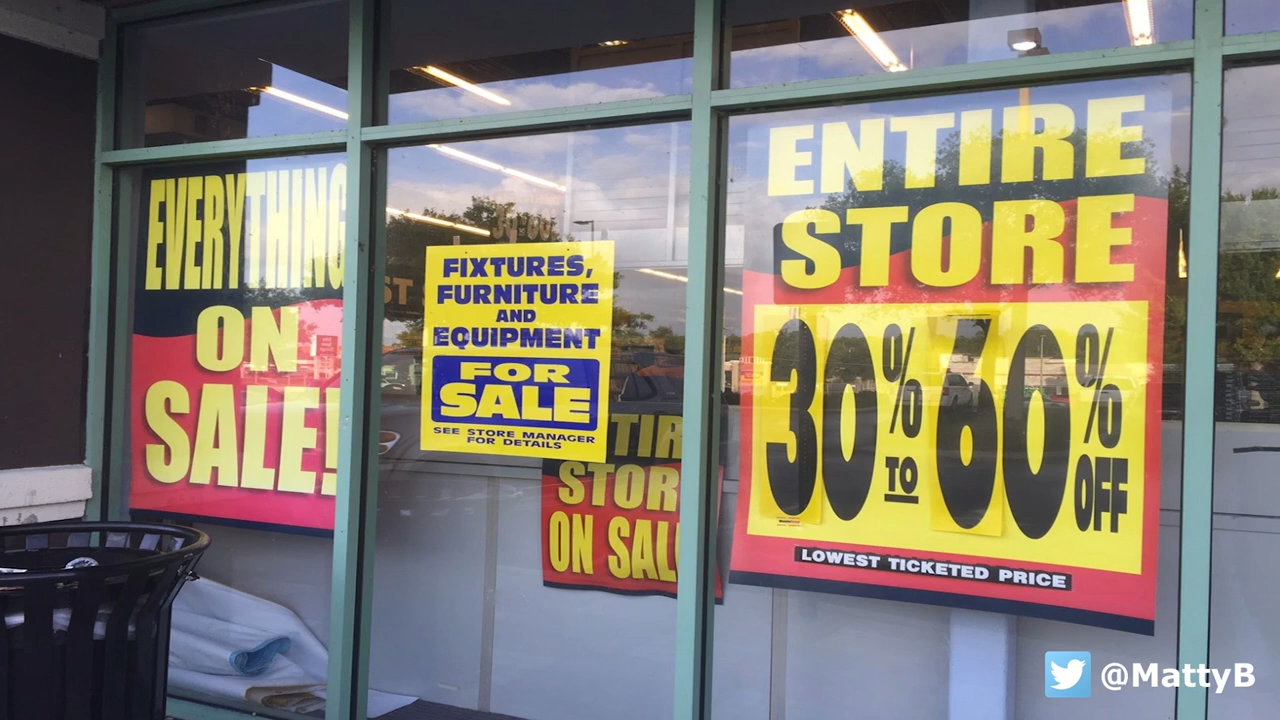 EVERYTHING
ON
SALE!
FIXTURES,
FURNITURE
AND
EQUIPMENT
FOR
SALE
SEE STORE MANAGER
FOR DETAILS
TIR
STOR
ON SAL
ENTIRE
STORE
30% TO 60% OFF
LOWEST TICKETED PRICE
@MattyB